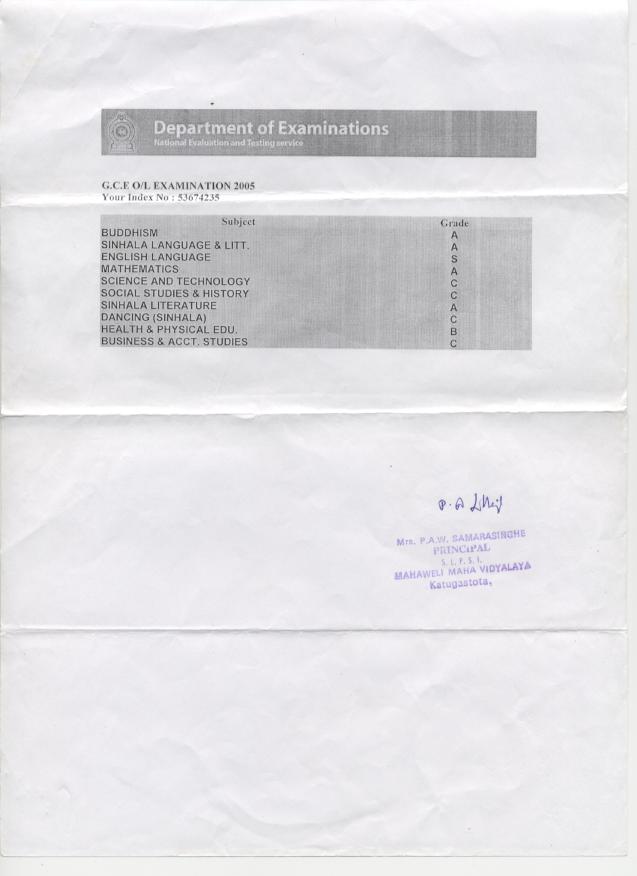 Department of Examinations
National Evaluation and Testing service
G.C.E O/L EXAMINATION 2005
Your Index No : 53674235
Subject Grade
BUDDHISM A
SINHALA LANGUAGE & LITT. A
ENGLISH LANGUAGE S
MATHEMATICS A
SCIENCE AND TECHNOLOGY C
SOCIAL STUDIES & HISTORY C
SINHALA LITERATURE A
DANCING (SINHALA) C
HEALTH & PHYSICAL EDU. B
BUSINESS & ACCT. STUDIES C
Mrs. P.A.W. SAMARASINGHE
PRINCIPAL
S. L. P. S. I.
MAHAWELI MAHA VIDYALAYA
Katugastota,